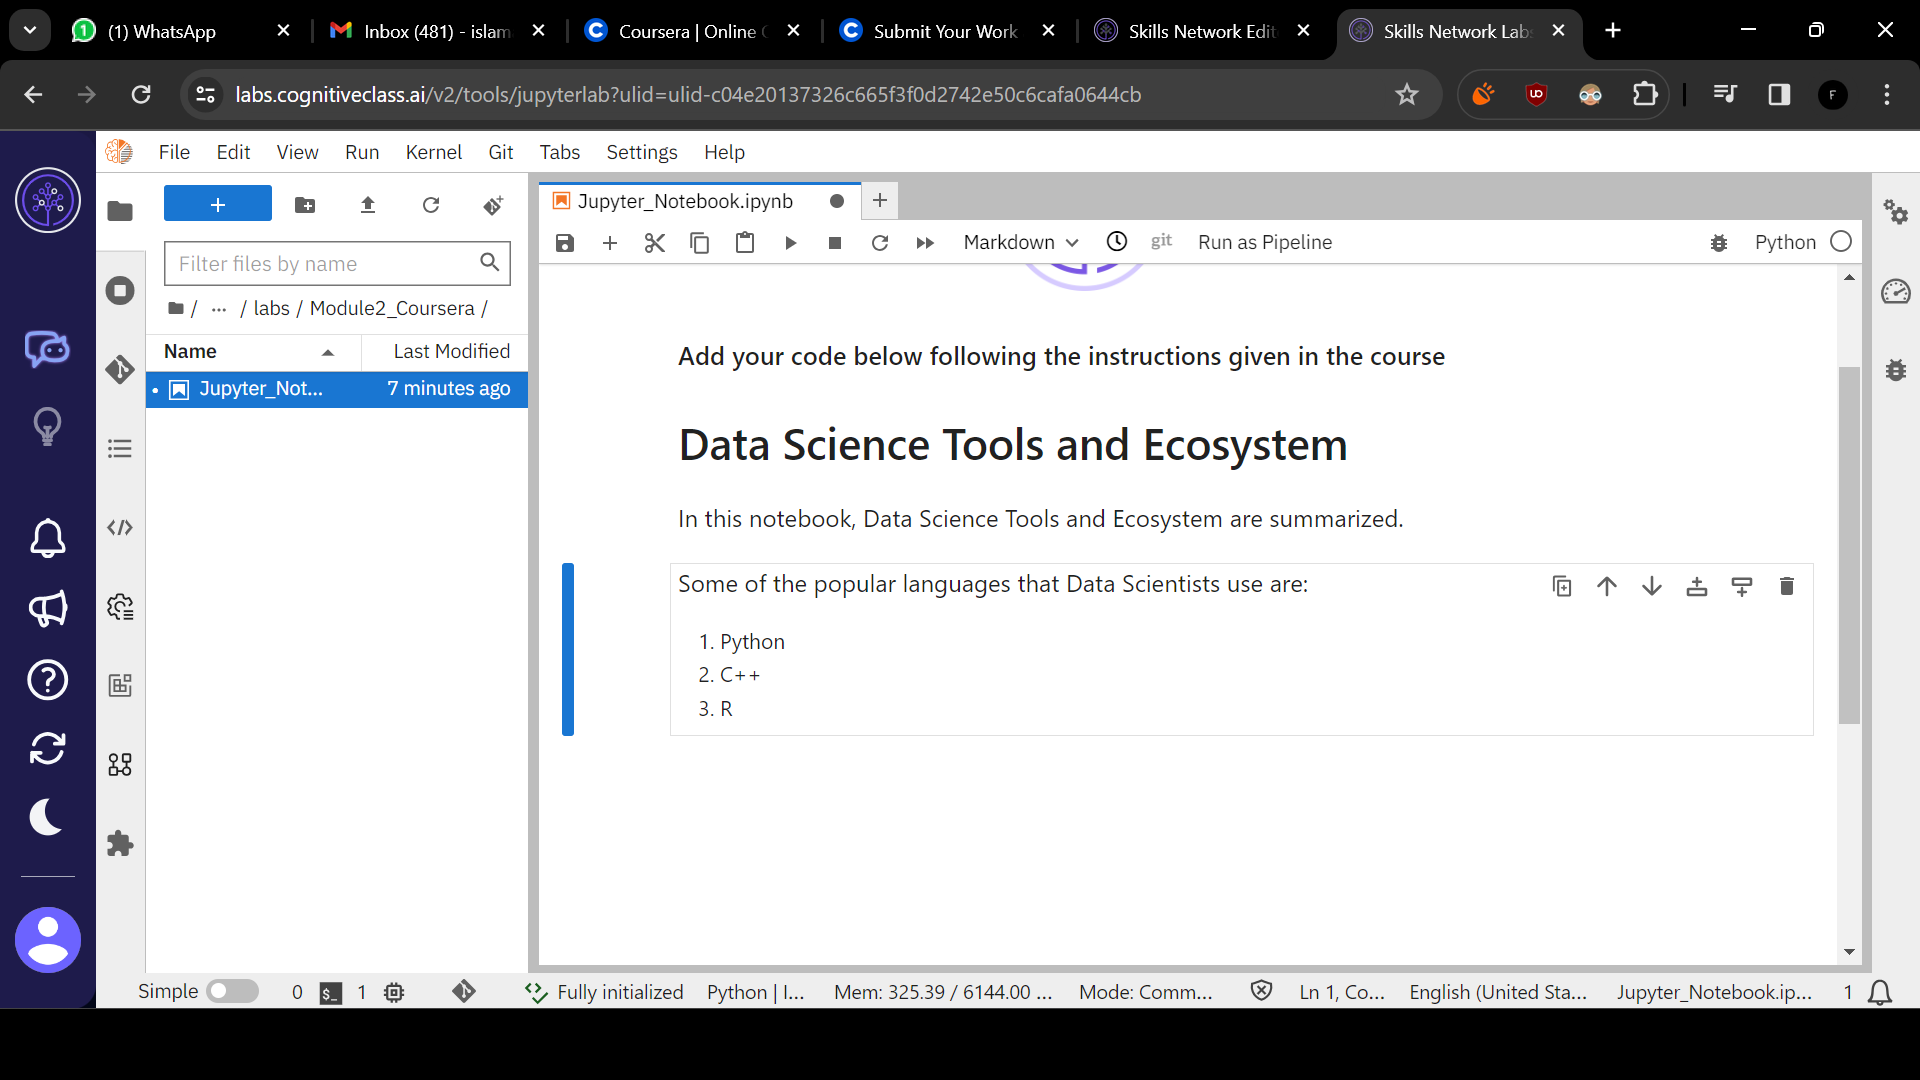 (1) WhatsApp
Inbox (481) - islam
Coursera | Online
Submit Your Work
Skills Network Edit
Skills Network Lab
labs.cognitiveclass.ai/v2/tools/jupyterlab?ulid=ulid-c04e20137326c665f3f0d2742e50c6cafa0644cb
F
File Edit View Run Kernel Git Tabs Settings Help
Jupyter_Notebook.ipynb
Markdown
git
Run as Pipeline
Python
Filter files by name
/ ... / labs / Module2_Coursera /
Name Last Modified
Jupyter_Not... 7 minutes ago
Add your code below following the instructions given in the course
Data Science Tools and Ecosystem
In this notebook, Data Science Tools and Ecosystem are summarized.
Some of the popular languages that Data Scientists use are:
1. Python
2. C++
3. R
Simple 0 $_ 1 Fully initialized Python | I... Mem: 325.39 / 6144.00 ... Mode: Comm... Ln 1, Co... English (United Sta... Jupyter_Notebook.ip... 1